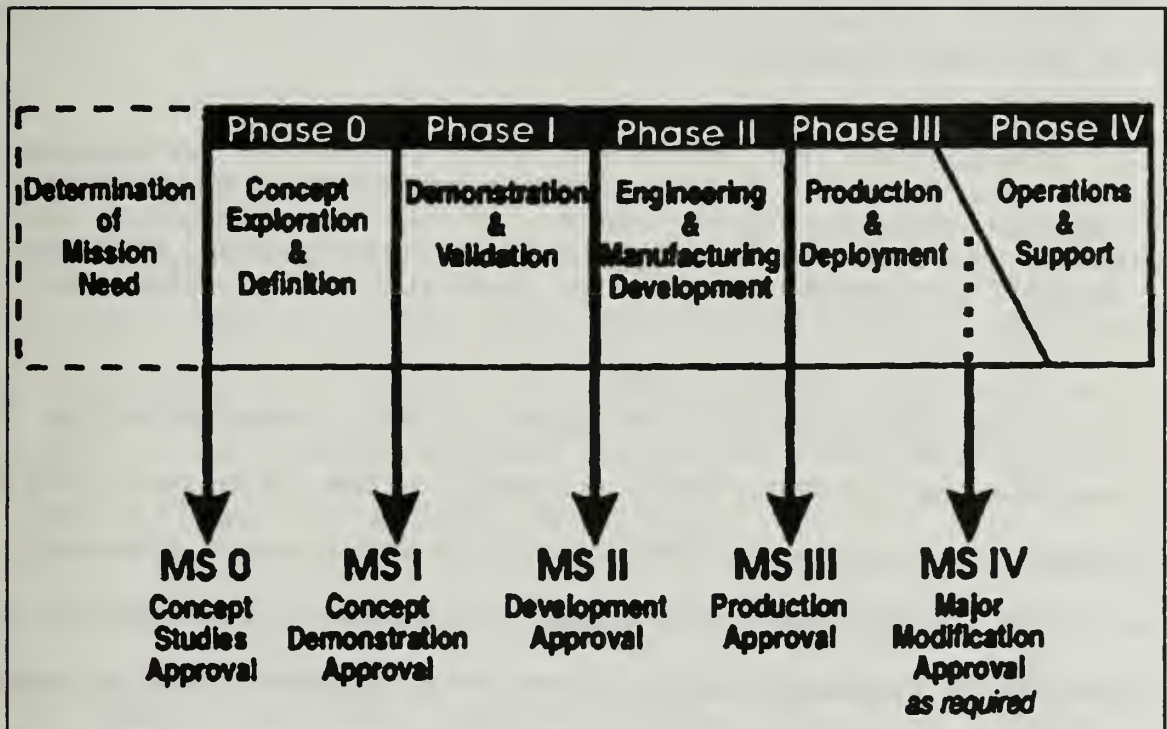 Phase 0
Phase I
Phase II
Phase III
Phase IV
Determination
of
Mission
Need
Concept
Exploration
&
Definition
Demonstration
&
Validation
Engineering
&
Manufacturing
Development
Production
&
Deployment
Operations
&
Support
MS 0
Concept
Studies
Approval
MS I
Concept
Demonstration
Approval
MS II
Development
Approval
MS III
Production
Approval
MS IV
Major
Modification
Approval
as required